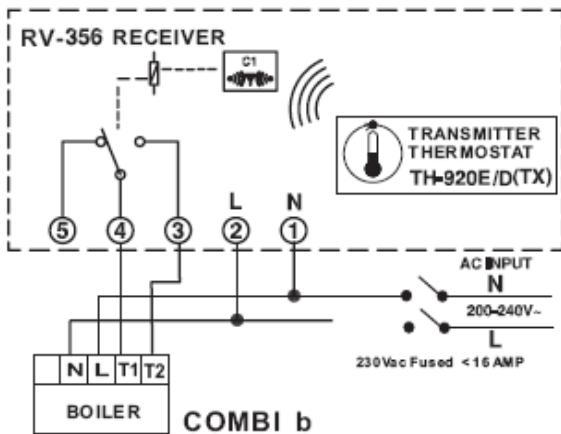 RV-356 RECEIVER
C1
TRANSMITTER
THERMOSTAT
TH-920E/D(TX)
L N
5 4 3 2 1
AC INPUT
N
200-240V~
L
230Vac Fused <16 AMP
N L T1 T2
BOILER
COMBI b